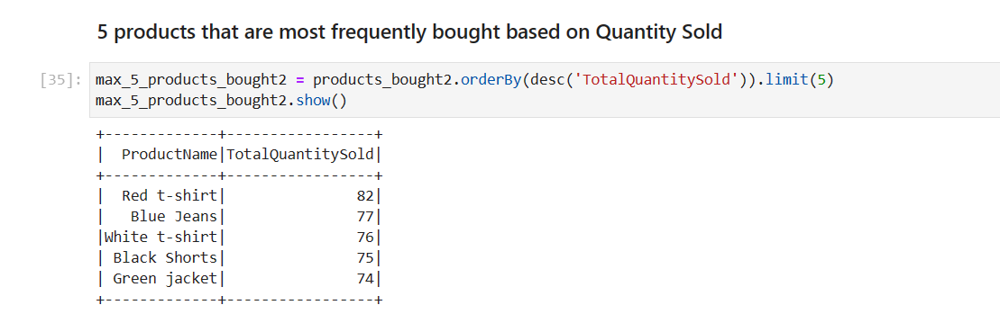 5 products that are most frequently bought based on Quantity Sold
[35]: max_5_products_bought2 = products_bought2.orderBy(desc('TotalQuantitySold')).limit(5)
max_5_products_bought2.show()
+-------------+-----------------+
|  ProductName|TotalQuantitySold|
+-------------+-----------------+
|  Red t-shirt|               82|
|   Blue Jeans|               77|
|White t-shirt|               76|
| Black Shorts|               75|
| Green jacket|               74|
+-------------+-----------------+